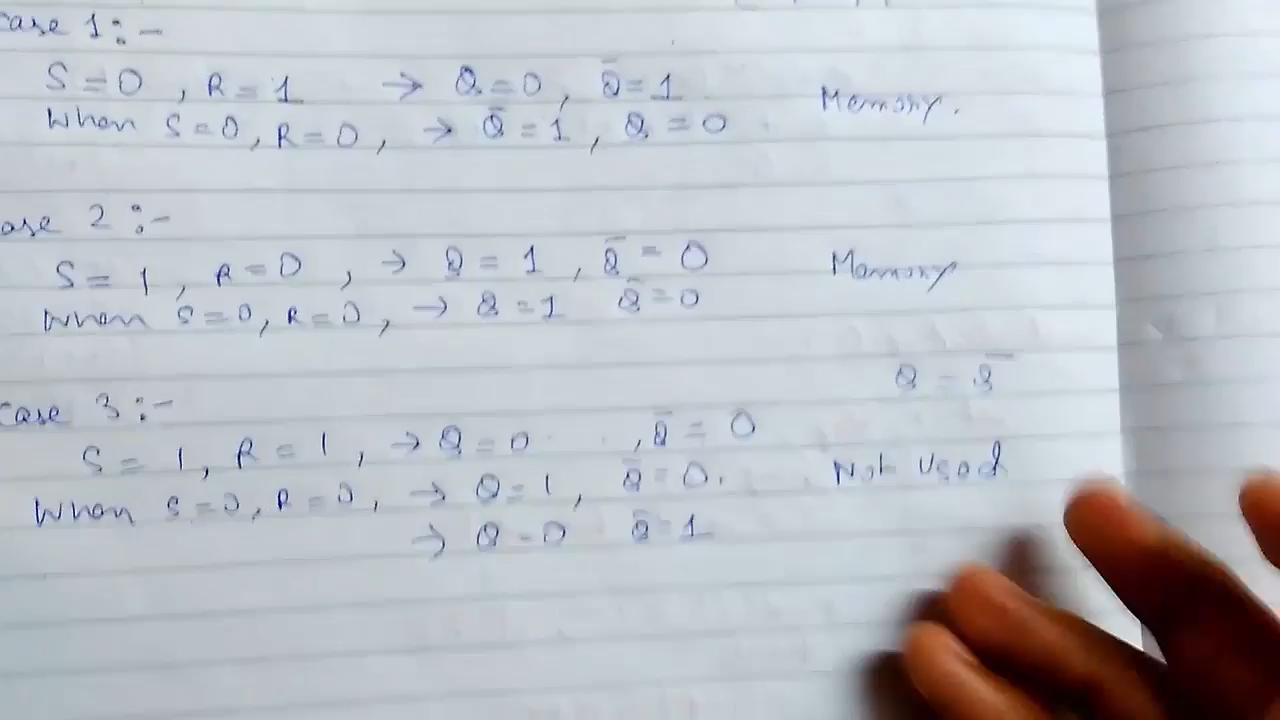 case 1:-
S=0, R=1 → Q=0, Q̄=1
Memory.
When S=0, R=0, → Q̄=1, Q=0
ase 2:-
S=1, R=0, → Q=1, Q̄=0
Memory
When S=0, R=0, → Q=1 Q̄=0
Q = Q̄
case 3:-
S=1, R=1, → Q=0, Q̄=0
Not Used
When S=0, R=0, → Q=1, Q̄=0.
→ Q=0 Q̄=1